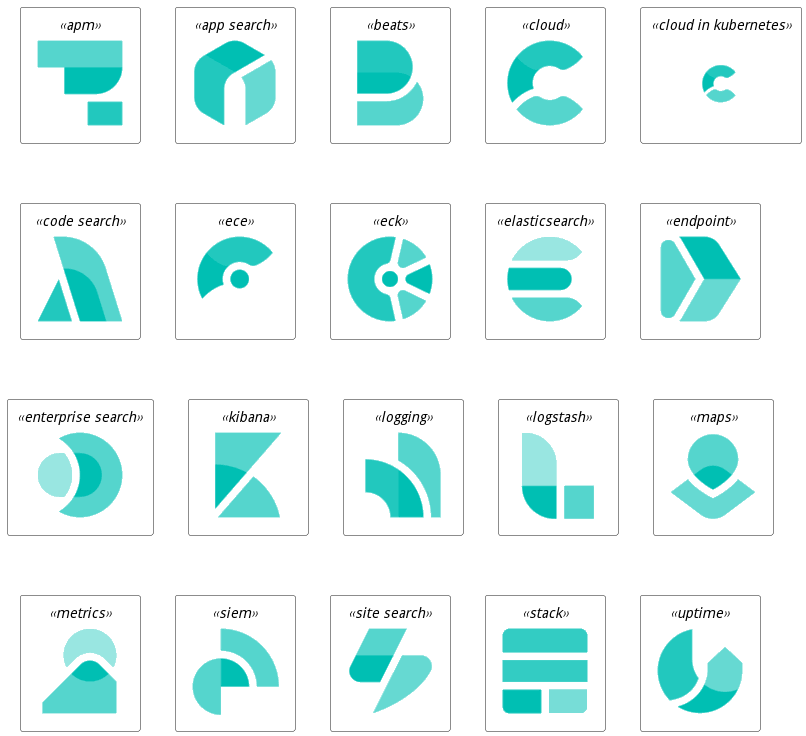 «apm»
«app search»
«beats»
«cloud»
«cloud in kubernetes»
«code search»
«ece»
«eck»
«elasticsearch»
«endpoint»
«enterprise search»
«kibana»
«logging»
«logstash»
«maps»
«metrics»
«siem»
«site search»
«stack»
«uptime»